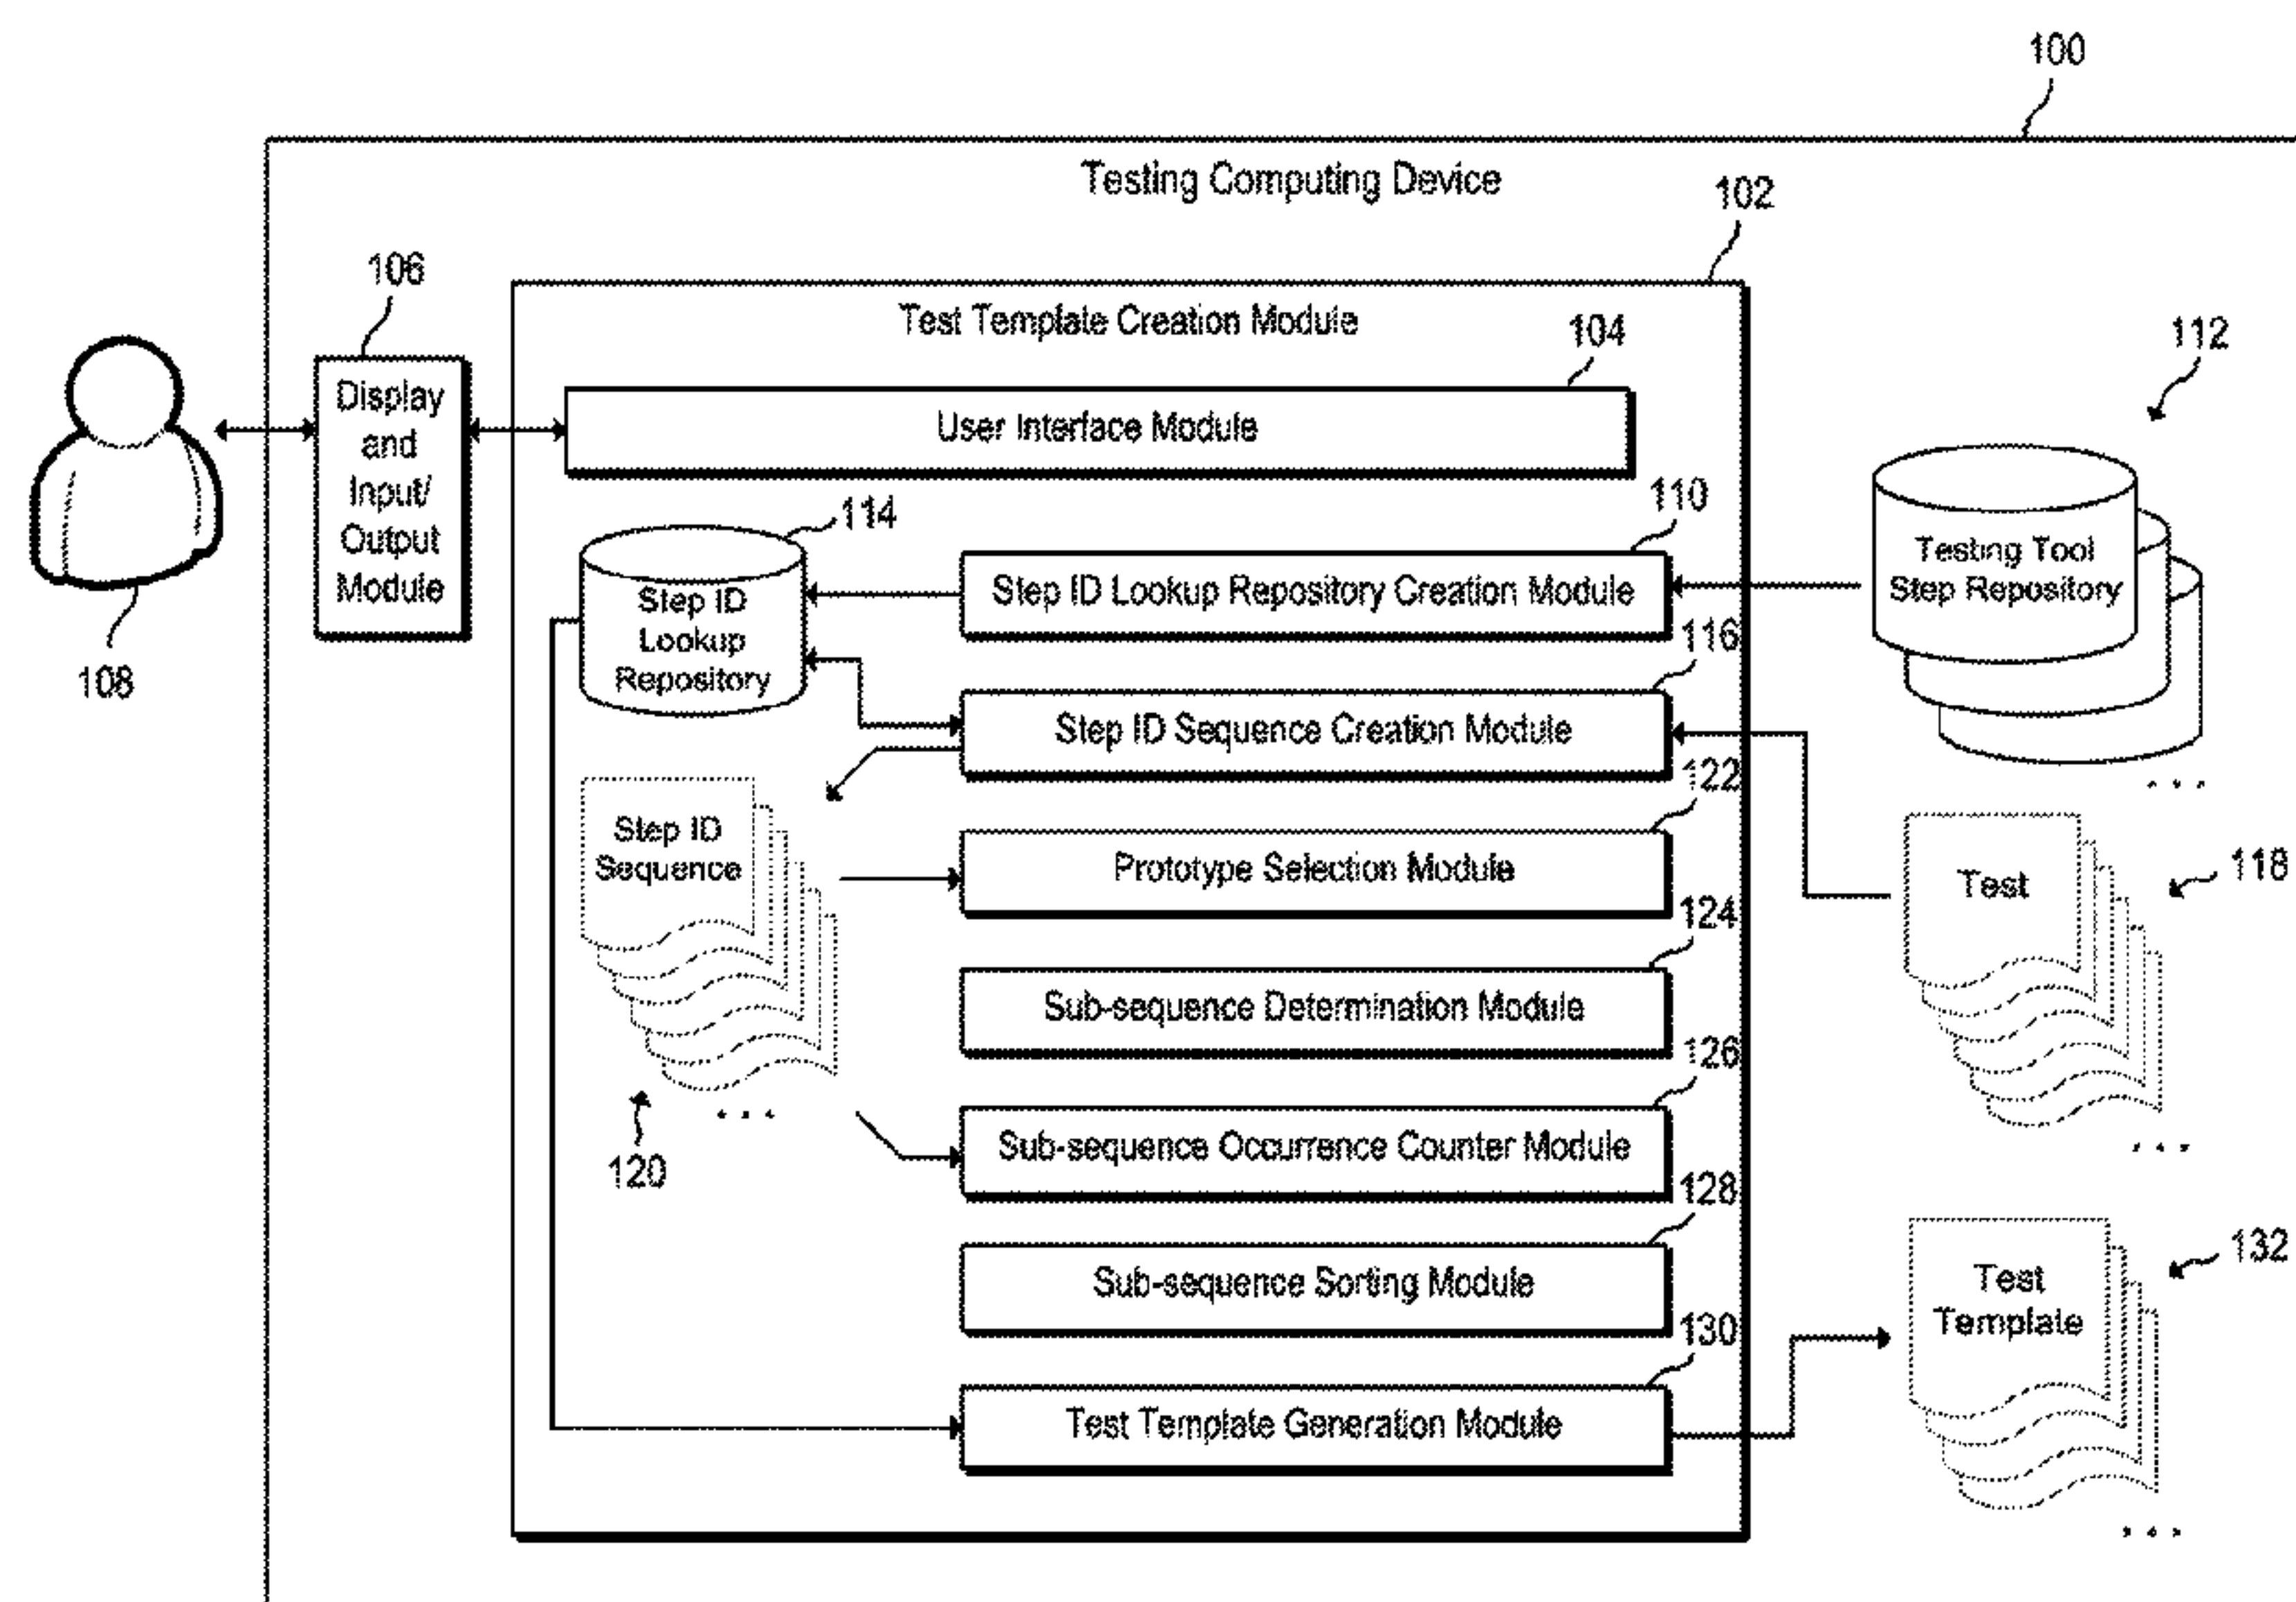 100
Testing Computing Device
102
106
Test Template Creation Module
104
112
Display
and
Input/
Output
Module
User Interface Module
114
110
Step ID
Lookup
Repository
Step ID Lookup Repository Creation Module
Testing Tool
Step Repository
108
116
Step ID Sequence Creation Module
122
. . .
Step ID
Sequence
Prototype Selection Module
Test
118
124
Sub-sequence Determination Module
126
. . .
120
Sub-sequence Occurrence Counter Module
. . .
128
Sub-sequence Sorting Module
Test
Template
132
130
Test Template Generation Module
. . .